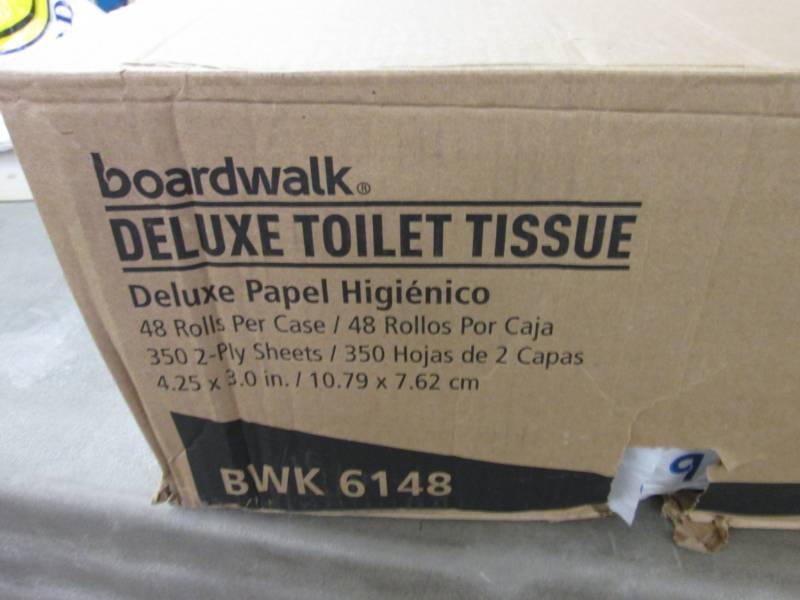 boardwalk®
DELUXE TOILET TISSUE
Deluxe Papel Higiénico
48 Rolls Per Case / 48 Rollos Por Caja
350 2-Ply Sheets / 350 Hojas de 2 Capas
4.25 x 3.0 in. / 10.79 x 7.62 cm
BWK 6148